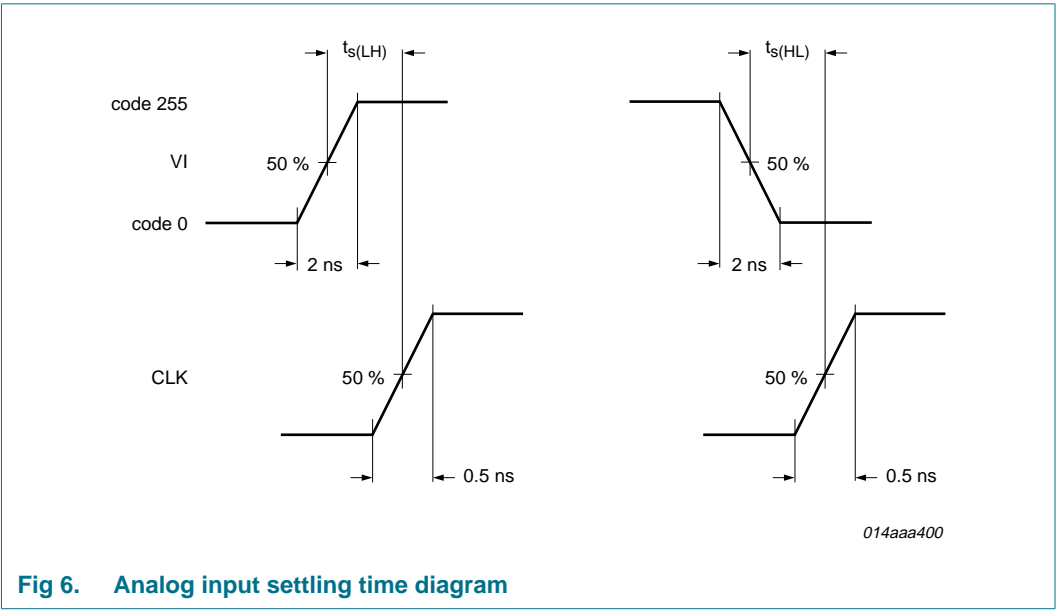 ts(LH)
ts(HL)
code 255
VI
50 %
50 %
code 0
2 ns
2 ns
CLK
50 %
50 %
0.5 ns
0.5 ns
014aaa400
Fig 6. Analog input settling time diagram